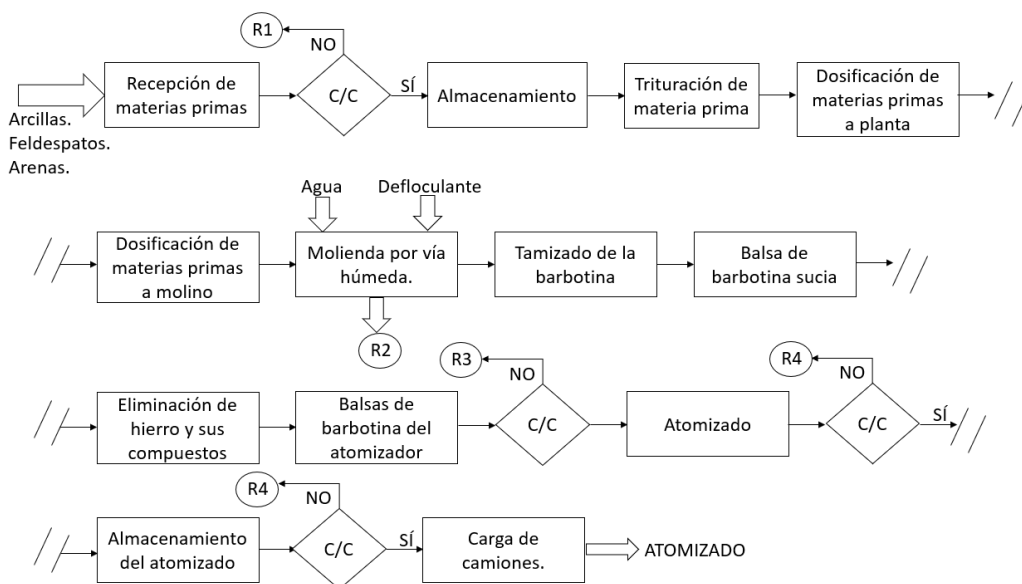 R1
NO
Recepción de
materias primas
C/C
SÍ
Almacenamiento
Trituración de
materia prima
Dosificación de
materias primas
a planta
Arcillas.
Feldespatos.
Arenas.
Agua
Defloculante
Dosificación de
materias primas
a molino
Molienda por vía
húmeda.
Tamizado de la
barbotina
Balsa de
barbotina sucia
R2
R3
NO
R4
NO
Eliminación de
hierro y sus
compuestos
Balsas de
barbotina del
atomizador
C/C
Atomizado
C/C
SÍ
R4
NO
Almacenamiento
del atomizado
C/C
SÍ
Carga de
camiones.
ATOMIZADO